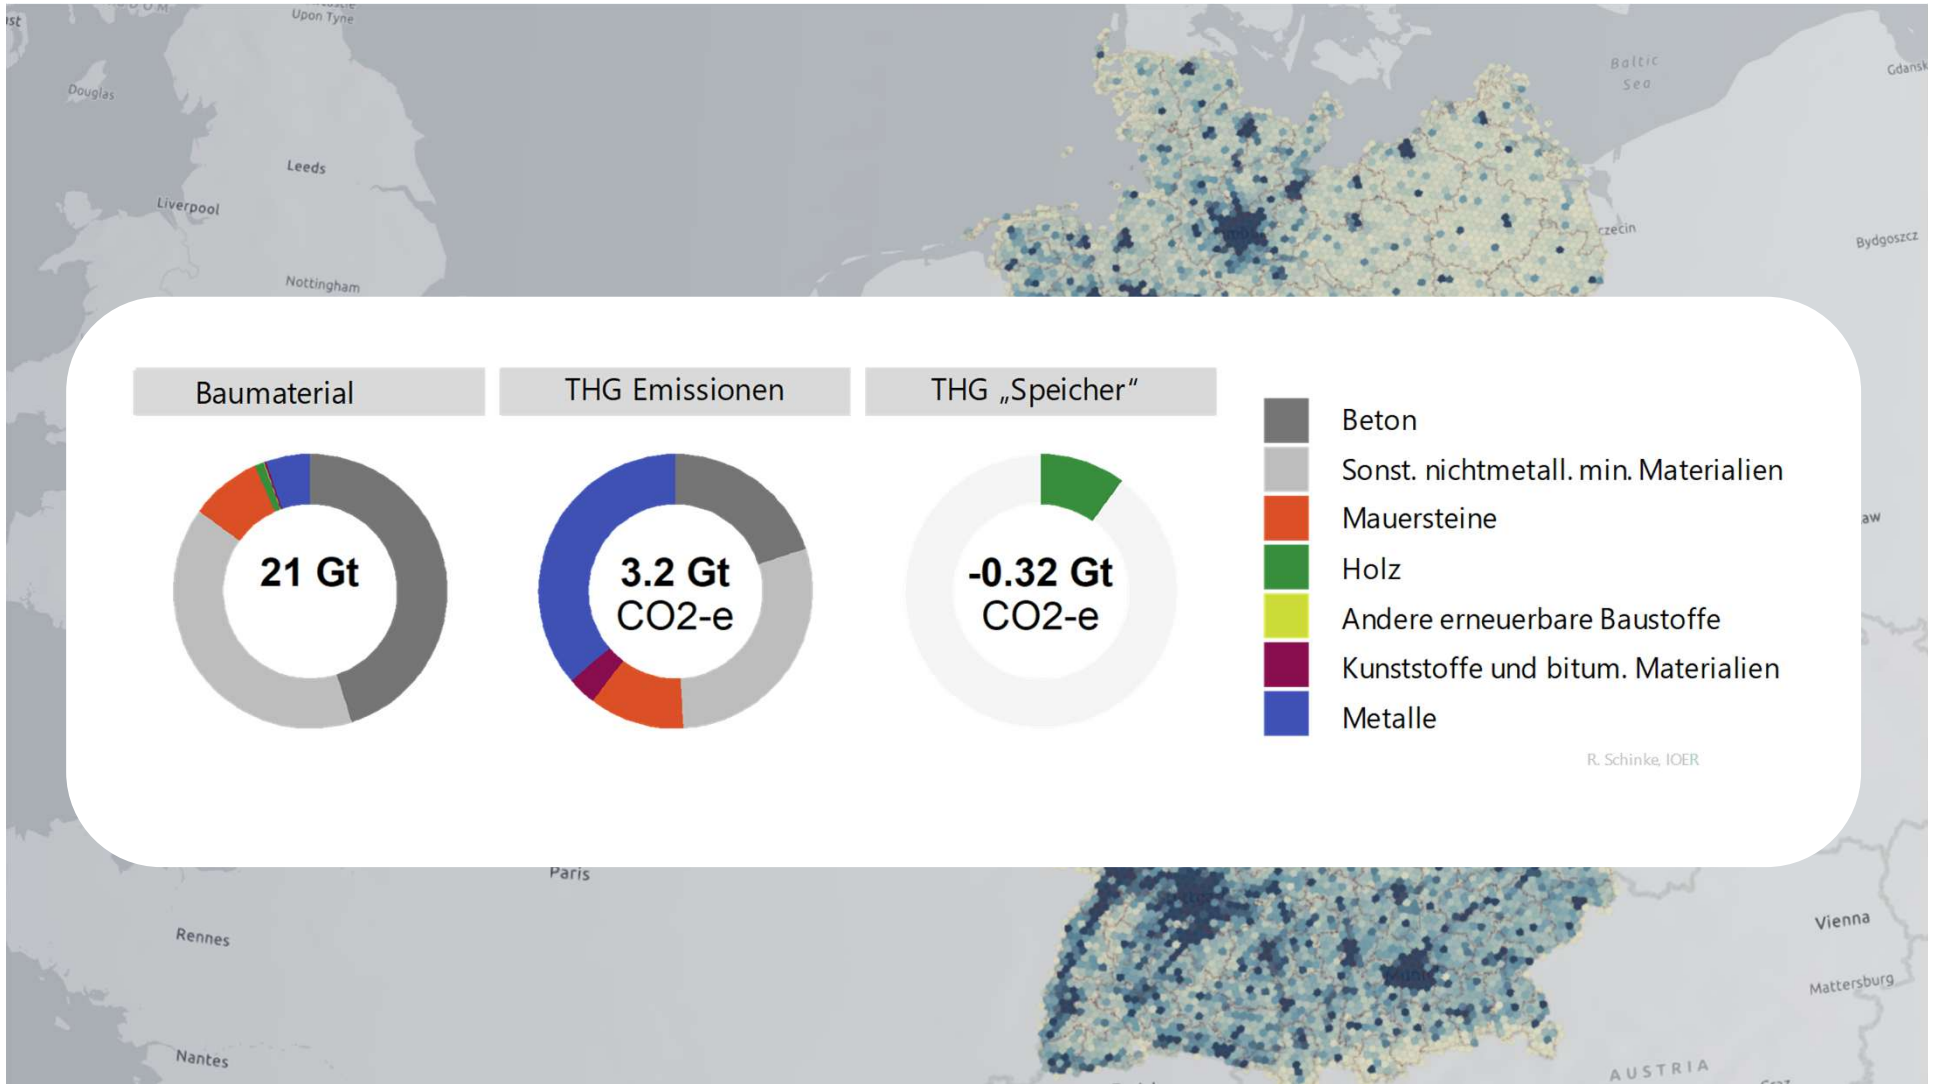 Upon Tyne
Douglas
Leeds
Liverpool
Nottingham
Baltic
Sea
Gdansk
czecin
Bydgoszcz
Baumaterial
THG Emissionen
THG „Speicher“
21 Gt
3.2 Gt
CO2-e
-0.32 Gt
CO2-e
Beton
Sonst. nichtmetall. min. Materialien
Mauersteine
Holz
Andere erneuerbare Baustoffe
Kunststoffe und bitum. Materialien
Metalle
R. Schinke, IOER
aw
Paris
Rennes
Nantes
Vienna
Mattersburg
AUSTRIA